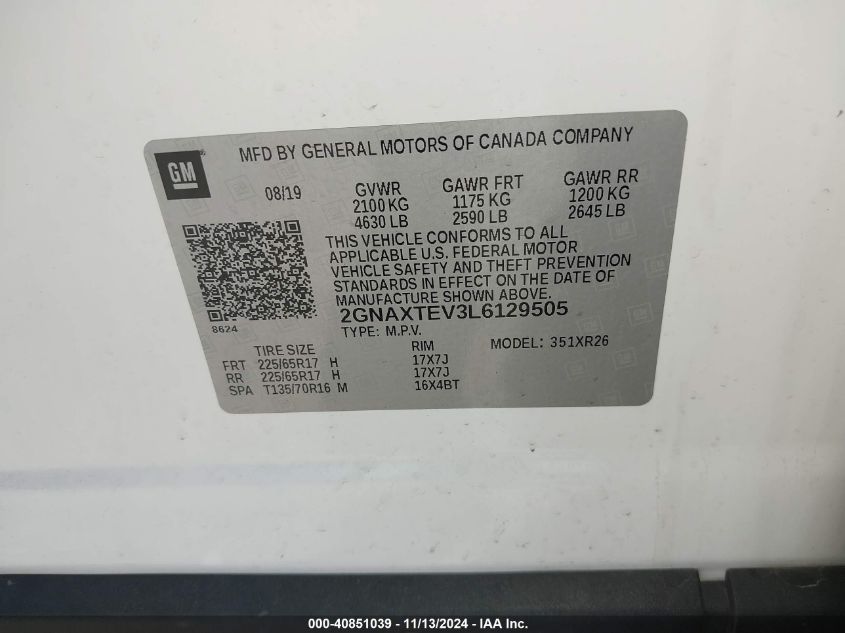 GM
MFD BY GENERAL MOTORS OF CANADA COMPANY
08/19 GVWR GAWR FRT GAWR RR
2100 KG 1175 KG 1200 KG
4630 LB 2590 LB 2645 LB
THIS VEHICLE CONFORMS TO ALL
APPLICABLE U.S. FEDERAL MOTOR
VEHICLE SAFETY AND THEFT PREVENTION
STANDARDS IN EFFECT ON THE DATE OF
MANUFACTURE SHOWN ABOVE.
8624 2GNAXTEV3L6129505
TYPE: M.P.V. MODEL: 351XR26
TIRE SIZE RIM
FRT 225/65R17 H 17X7J
RR 225/65R17 H 17X7J
SPA T135/70R16 M 16X4BT
000-40851039 - 11/13/2024 - IAA Inc.